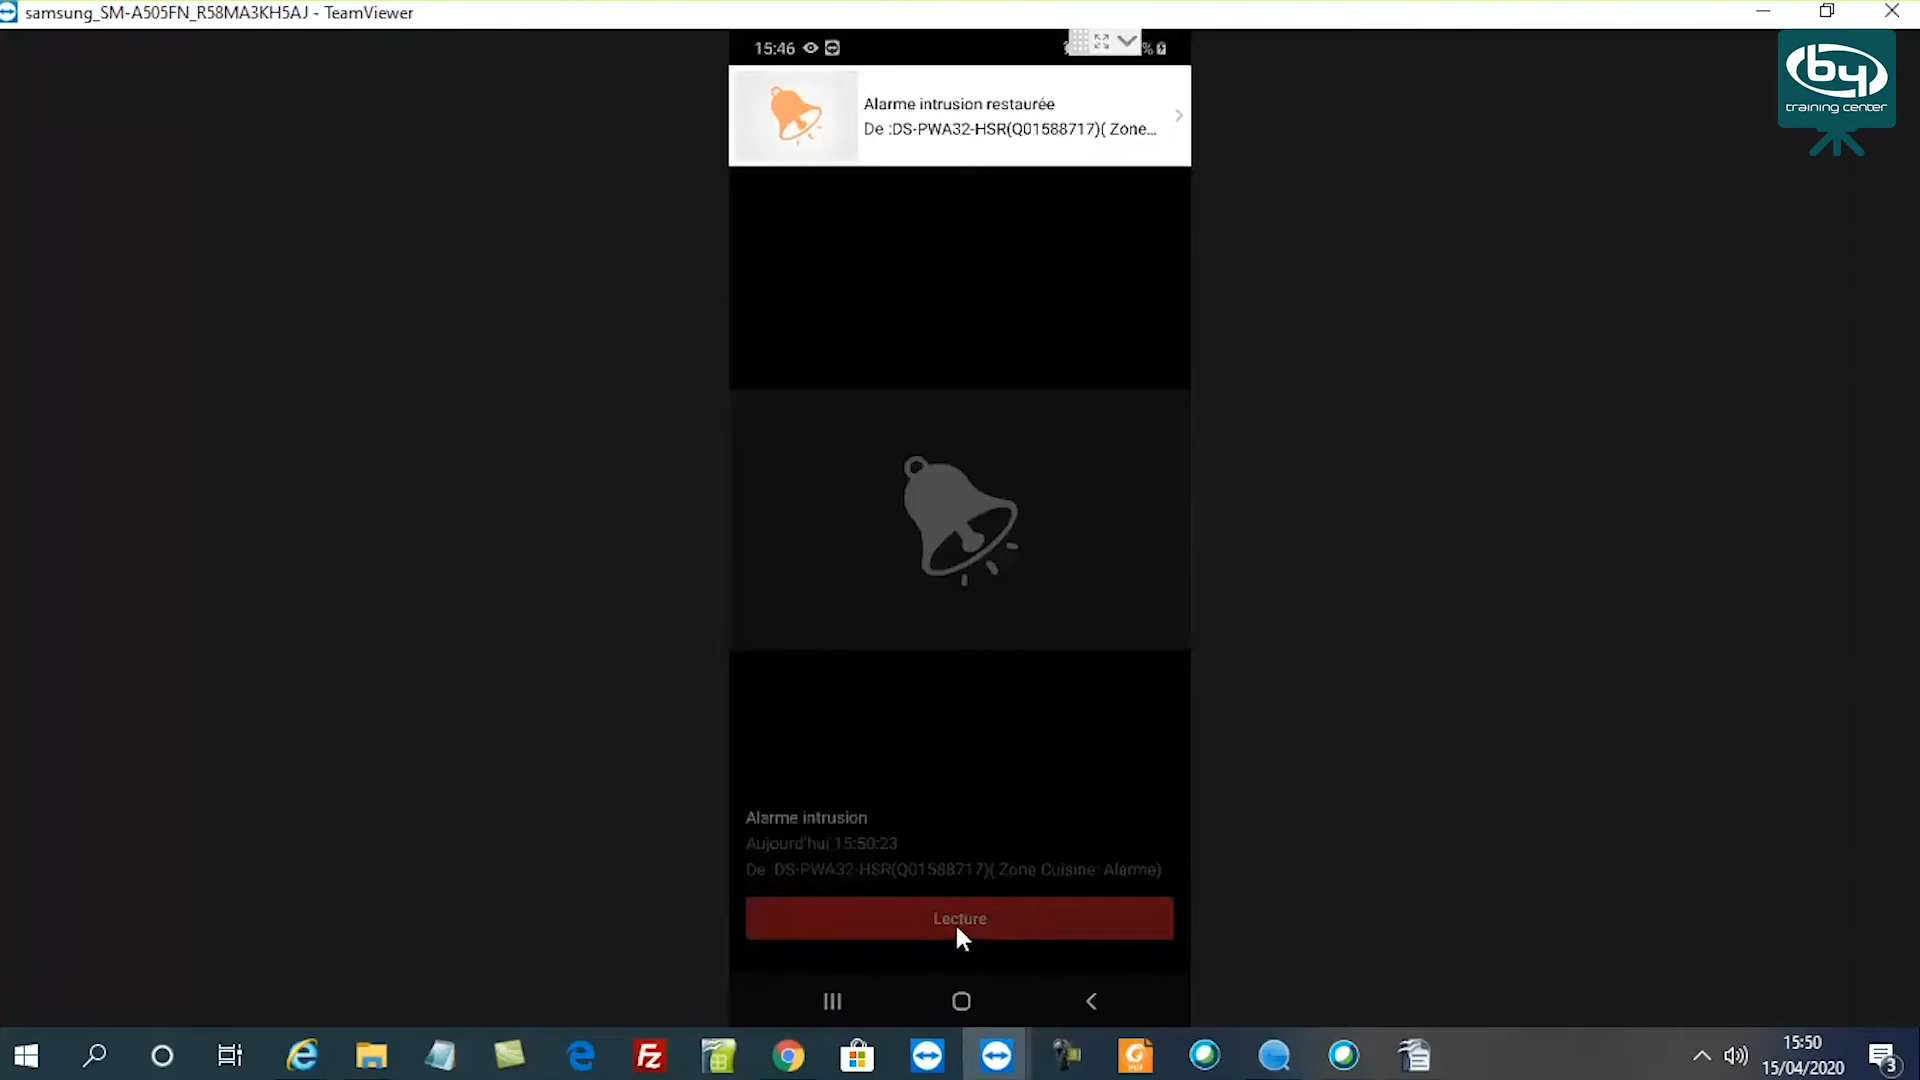 samsung_SM-A505FN_R58MA3KH5AJ - TeamViewer
15:46
%
by
training center
Alarme intrusion restaurée
De :DS-PWA32-HSR(Q01588717)( Zone...
Alarme intrusion
Aujourd'hui 15:50:23
De DS-PWA32-HSR(Q01588717)( Zone Cuisine: Alarme)
Lecture
15:50
15/04/2020
3